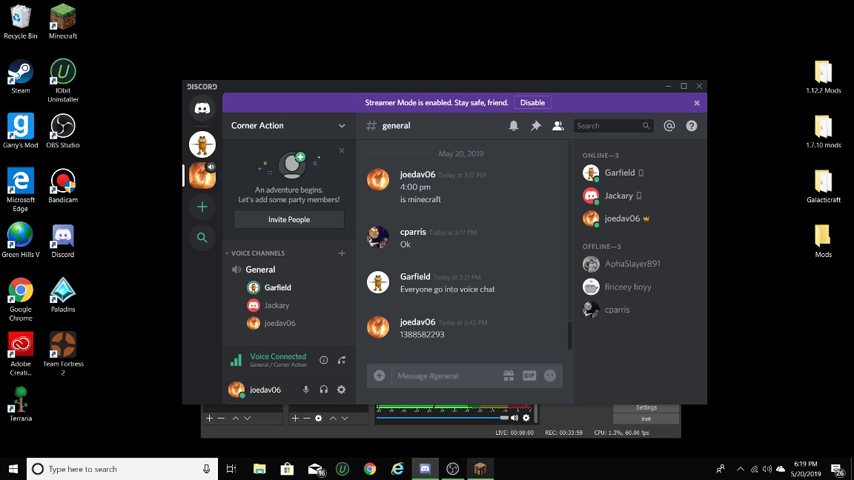 Recycle Bin
Minecraft
Steam
IObit
Uninstaller
Garry's Mod
OBS Studio
Microsoft
Edge
Bandicam
Green Hills V
Discord
Google
Chrome
Paladins
Adobe
Creati...
Team Fortress
2
Terraria
DISCORD
Streamer Mode is enabled. Stay safe, friend.
Disable
Corner Action
# general
Search
An adventure begins.
Let's add some party members!
Invite People
VOICE CHANNELS
General
Garfield
Jackary
joedav06
Voice Connected
General / Corner Action
joedav06
May 20, 2019
joedav06 Today at 3:17 PM
4:00 pm
is minecraft
cparris Today at 3:17 PM
Ok
Garfield Today at 3:71 PM
Everyone go into voice chat
joedav06 Today at 3:42 PM
1388582293
Message #general
GIF
ONLINE—3
Garfield
Jackary
joedav06
OFFLINE—3
AphaSlayer891
Briceey boyy
cparris
Settings
Exit
LIVE: 00:00:00
REC: 00:33:59
CPU: 1.3%, 60.00 fps
1.12.2 Mods
1.7.10 mods
Galacticraft
Mods
Type here to search
6:19 PM
5/20/2019